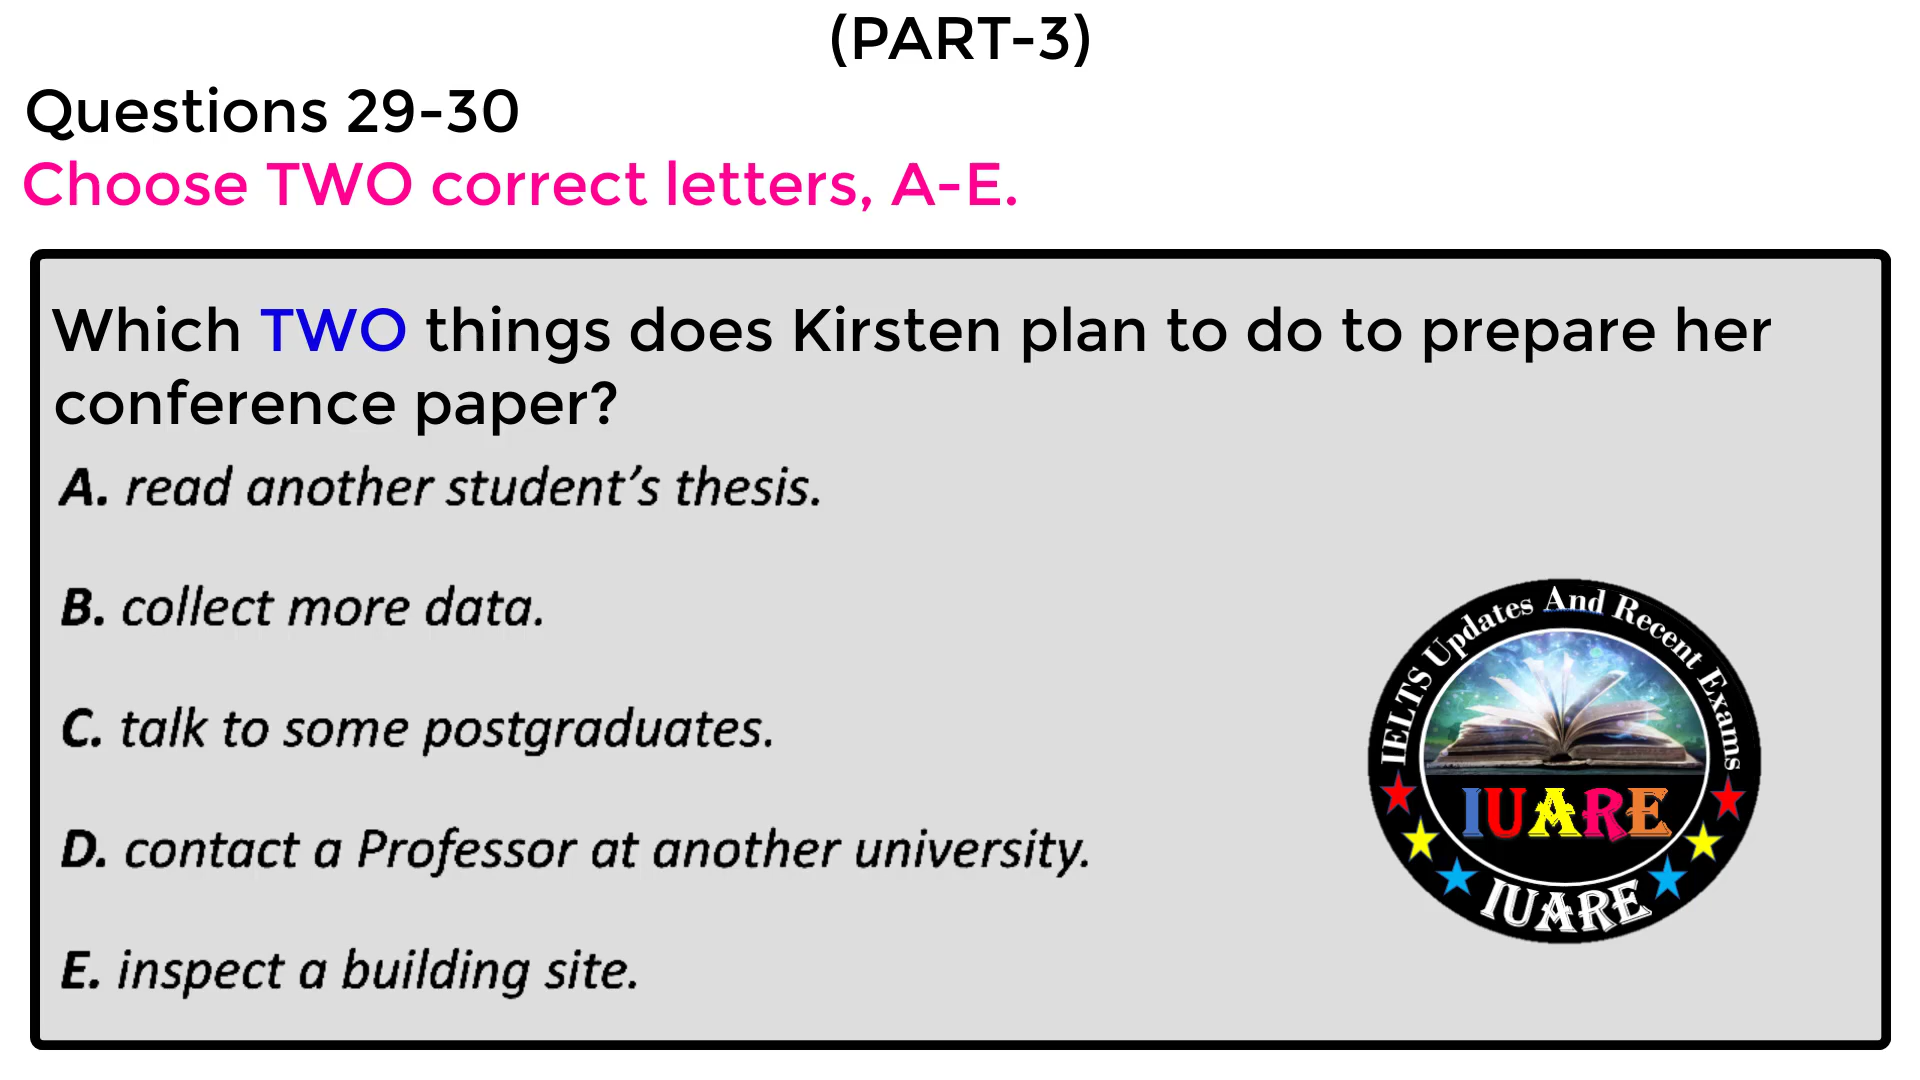 (PART-3)
Questions 29-30
Choose TWO correct letters, A-E.
Which TWO things does Kirsten plan to do to prepare her
conference paper?
A. read another student’s thesis.
B. collect more data.
C. talk to some postgraduates.
D. contact a Professor at another university.
E. inspect a building site.
IELTS Updates And Recent Exams
IUARE
IUARE